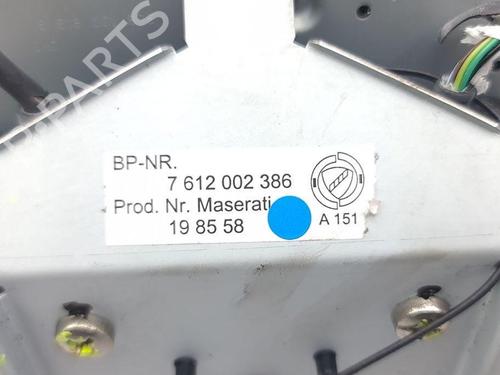 BP-NR.
7 612 002 386
Prod. Nr. Maserati
19 85 58
A 151